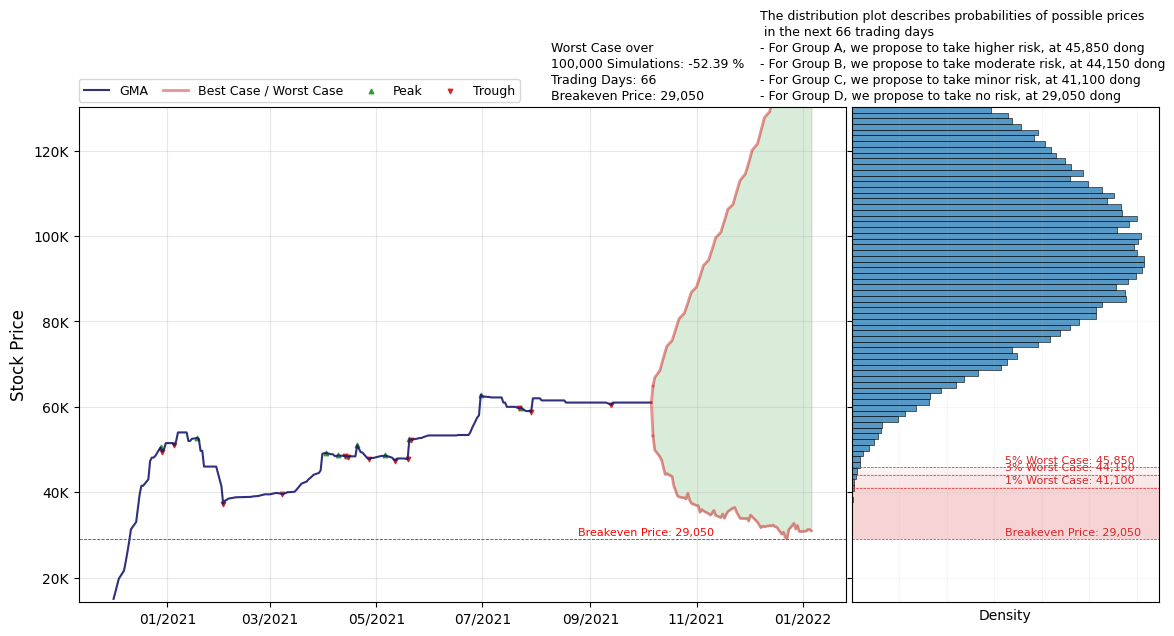 The distribution plot describes probabilities of possible prices
in the next 66 trading days
- For Group A, we propose to take higher risk, at 45,850 dong
- For Group B, we propose to take moderate risk, at 44,150 dong
- For Group C, we propose to take minor risk, at 41,100 dong
- For Group D, we propose to take no risk, at 29,050 dong
Worst Case over
100,000 Simulations: -52.39 %
Trading Days: 66
Breakeven Price: 29,050
GMA
Best Case / Worst Case
Peak
Trough
Stock Price
120K
100K
80K
60K
40K
20K
Breakeven Price: 29,050
01/2021
03/2021
05/2021
07/2021
09/2021
11/2021
01/2022
5% Worst Case: 45,850
3% Worst Case: 44,150
1% Worst Case: 41,100
Breakeven Price: 29,050
Density